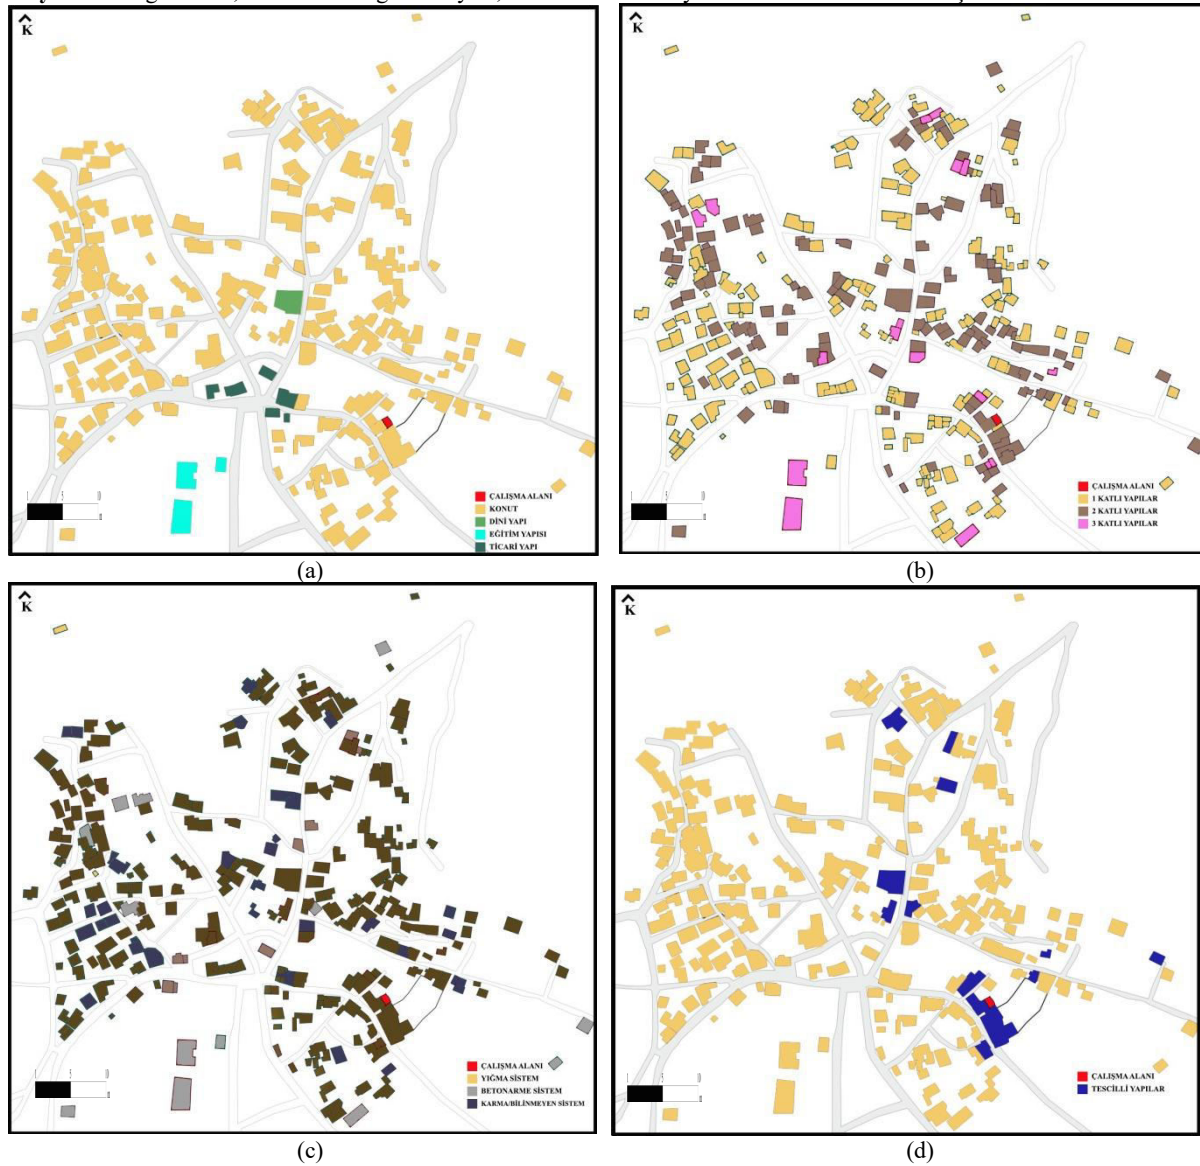 K
ÇALIŞMA ALANI
KONUT
DİNİ YAPI
EĞİTİM YAPISI
TİCARİ YAPI
(a)
K
ÇALIŞMA ALANI
1 KATLI YAPILAR
2 KATLI YAPILAR
3 KATLI YAPILAR
(b)
K
ÇALIŞMA ALANI
YIĞMA SİSTEM
BETONARME SİSTEM
KARMA/BİLİNMEYEN SİSTEM
(c)
K
ÇALIŞMA ALANI
TESCİLLİ YAPILAR
(d)